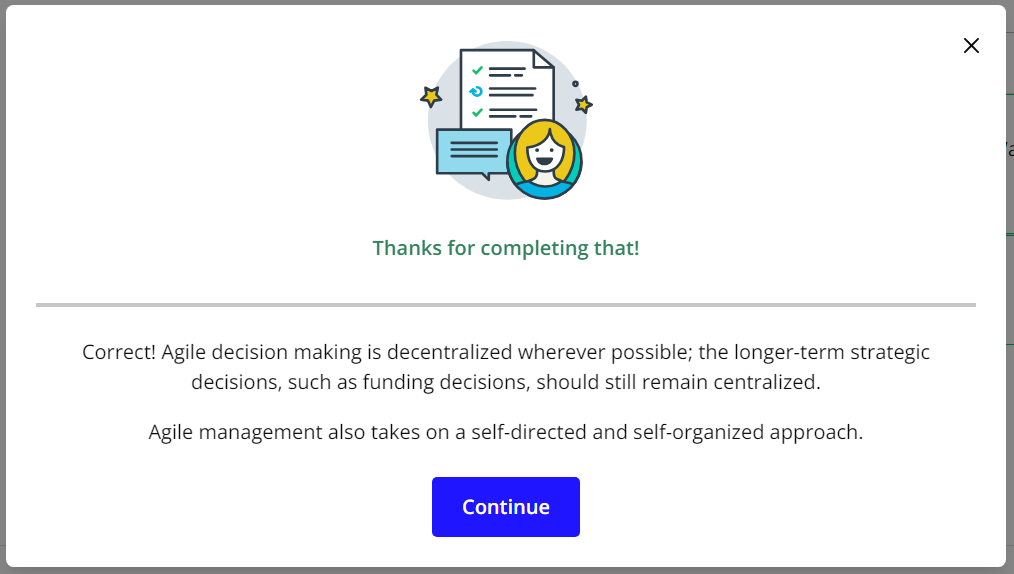 Thanks for completing that!
Correct! Agile decision making is decentralized wherever possible; the longer-term strategic
decisions, such as funding decisions, should still remain centralized.
Agile management also takes on a self-directed and self-organized approach.
Continue